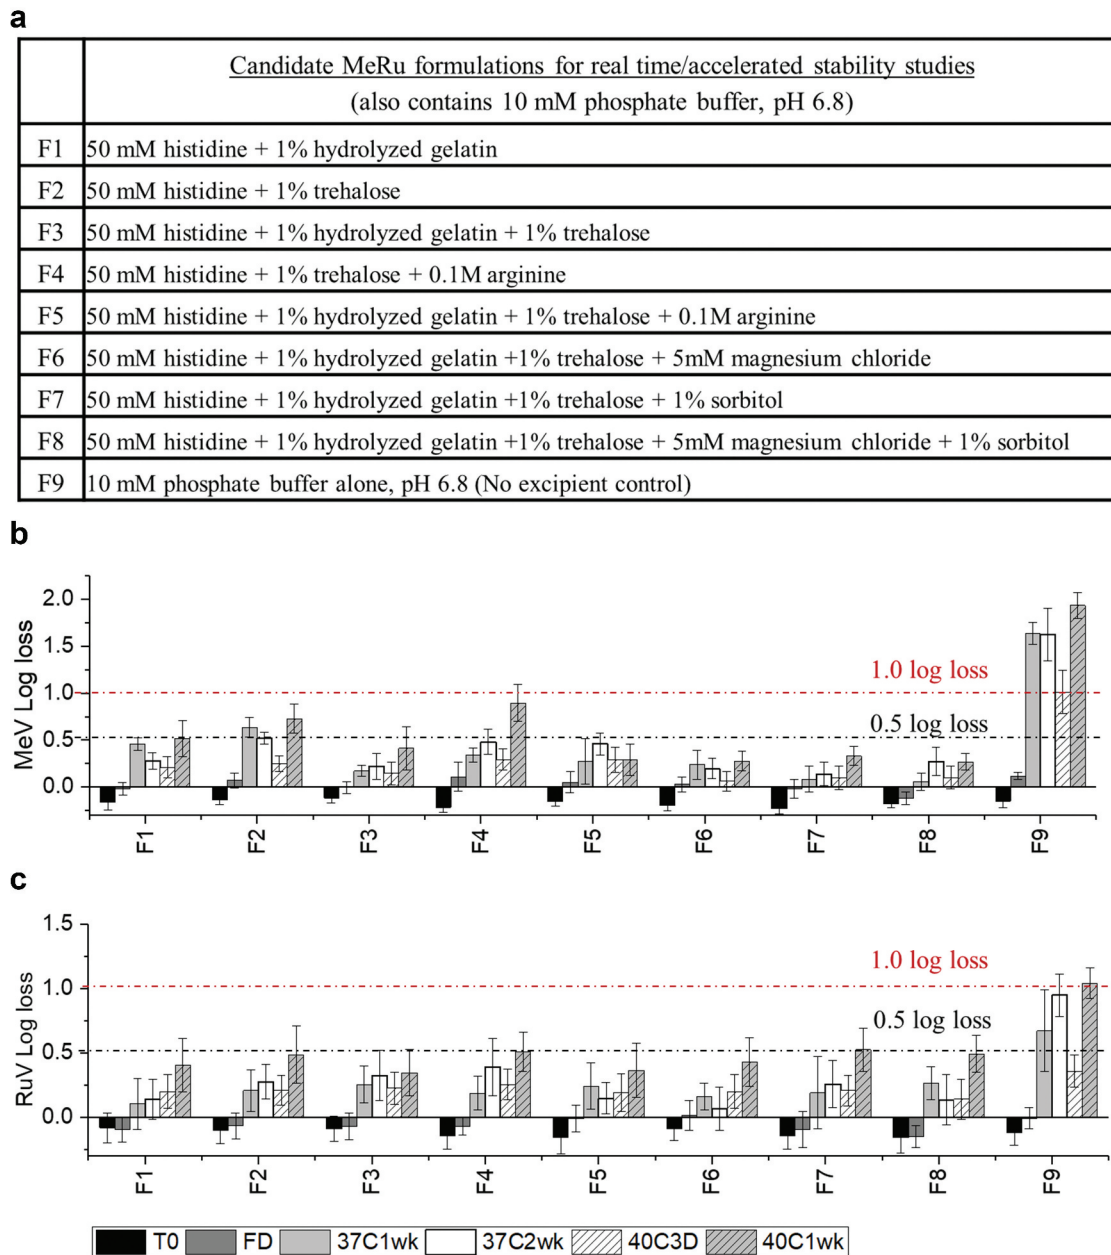 a
Candidate MeRu formulations for real time/accelerated stability studies
(also contains 10 mM phosphate buffer, pH 6.8)
F1 50 mM histidine + 1% hydrolyzed gelatin
F2 50 mM histidine + 1% trehalose
F3 50 mM histidine + 1% hydrolyzed gelatin + 1% trehalose
F4 50 mM histidine + 1% trehalose + 0.1M arginine
F5 50 mM histidine + 1% hydrolyzed gelatin + 1% trehalose + 0.1M arginine
F6 50 mM histidine + 1% hydrolyzed gelatin +1% trehalose + 5mM magnesium chloride
F7 50 mM histidine + 1% hydrolyzed gelatin +1% trehalose + 1% sorbitol
F8 50 mM histidine + 1% hydrolyzed gelatin +1% trehalose + 5mM magnesium chloride + 1% sorbitol
F9 10 mM phosphate buffer alone, pH 6.8 (No excipient control)
b
MeV Log loss
2.0
1.5
1.0
0.5
0.0
1.0 log loss
0.5 log loss
F1 F2 F3 F4 F5 F6 F7 F8 F9
c
RuV Log loss
1.5
1.0
0.5
0.0
1.0 log loss
0.5 log loss
F1 F2 F3 F4 F5 F6 F7 F8 F9
T0 FD 37C1wk 37C2wk 40C3D 40C1wk